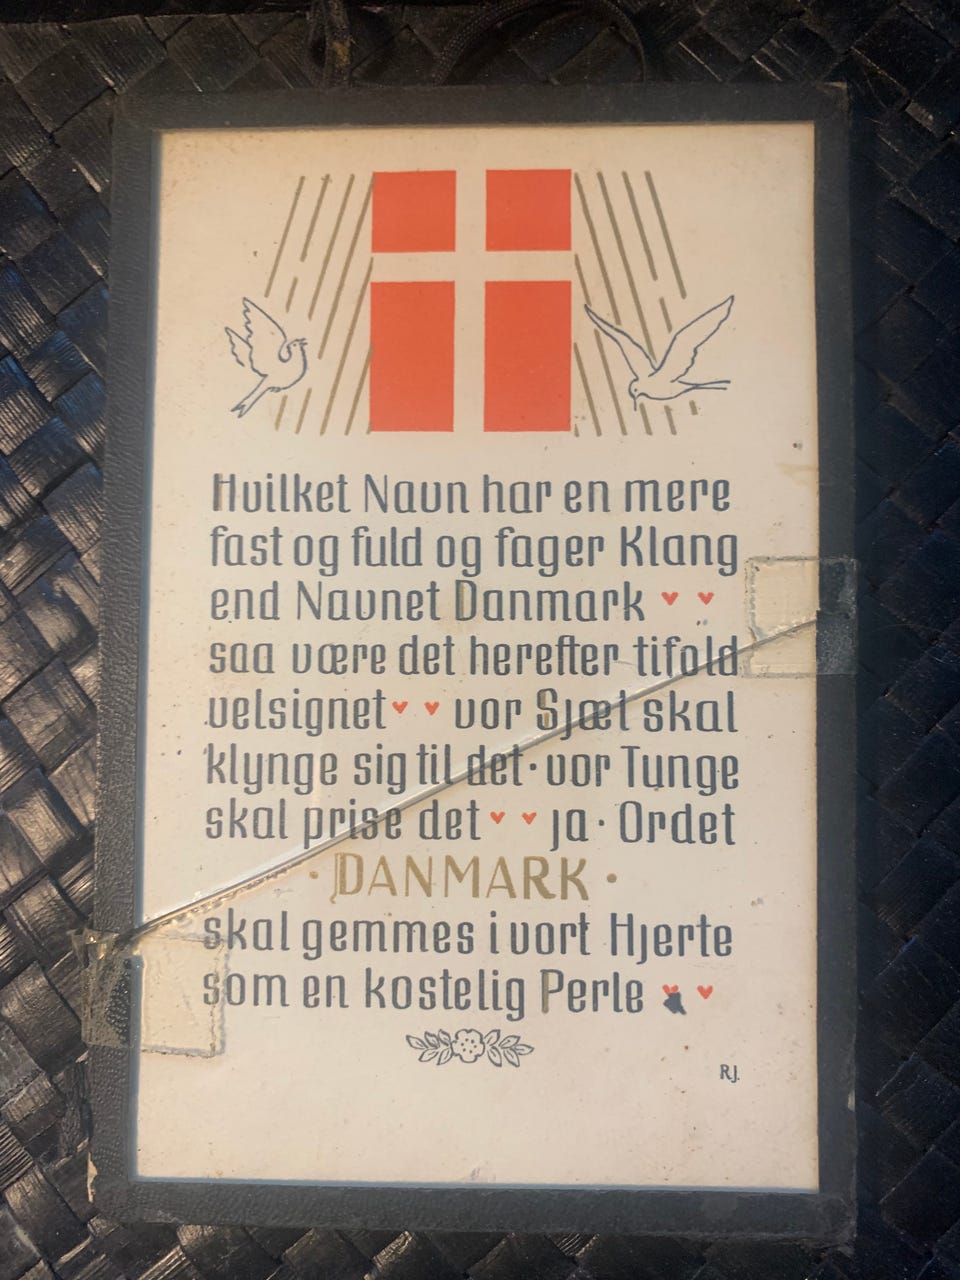 Hvilket Navn har en mere
fast og fuld og fager Klang
end Navnet Danmark ♥ ♥
saa være det herefter tifold
velsignet ♥ ♥ vor Sjæl skal
klynge sig til det · vor Tunge
skal prise det ♥ ♥ ja · Ordet
· DANMARK ·
skal gemmes i vort Hjerte
som en kostelig Perle ♥ ♥
R.J.